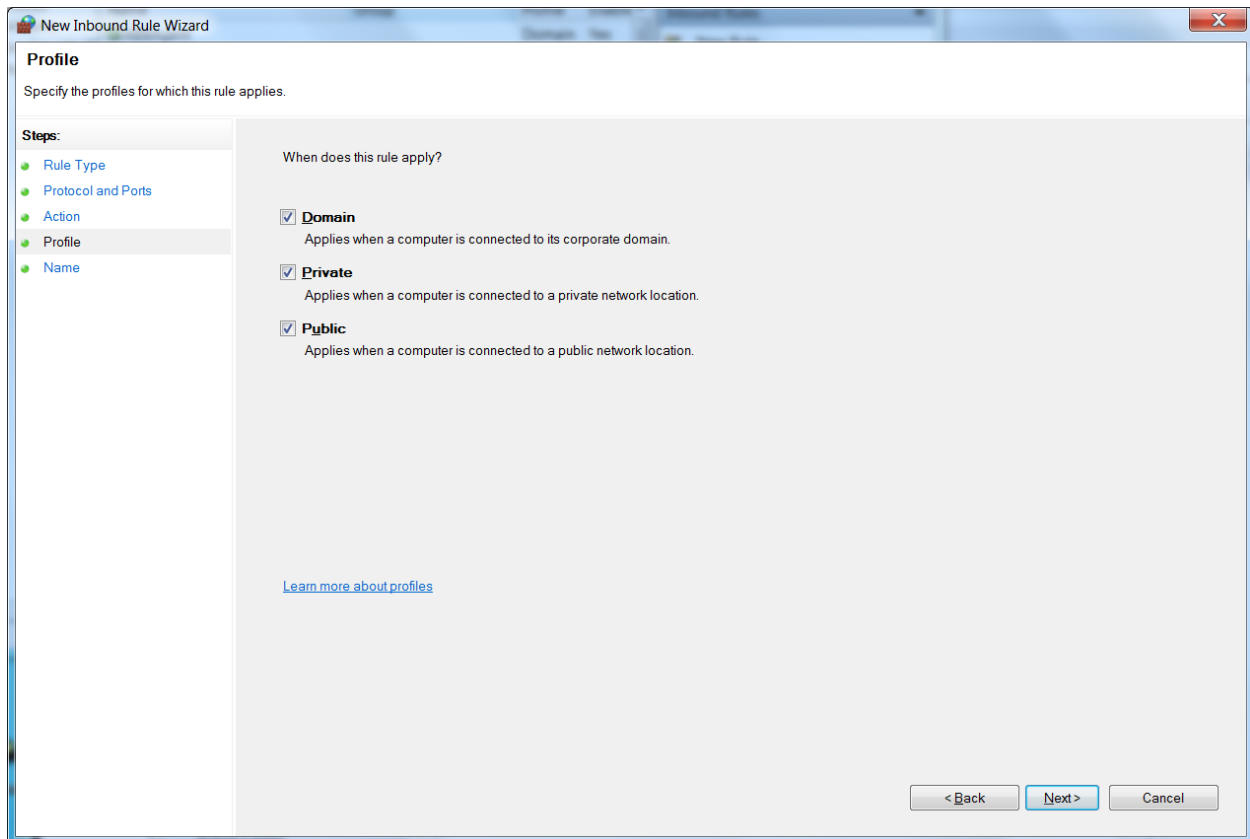 New Inbound Rule Wizard
Profile
Specify the profiles for which this rule applies.
Steps:
Rule Type
Protocol and Ports
Action
Profile
Name
When does this rule apply?
Domain
Applies when a computer is connected to its corporate domain.
Private
Applies when a computer is connected to a private network location.
Public
Applies when a computer is connected to a public network location.
Learn more about profiles
< Back
Next >
Cancel